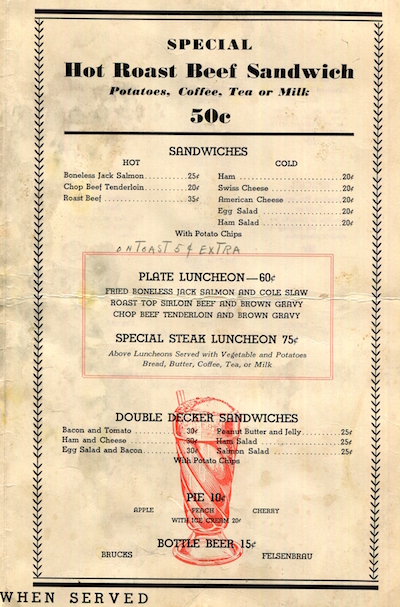 SPECIAL
Hot Roast Beef Sandwich
Potatoes, Coffee, Tea or Milk
50c
SANDWICHES
HOT
Boneless Jack Salmon 25¢
Chop Beef Tenderloin 20¢
Roast Beef 35¢
COLD
Ham 20¢
Swiss Cheese 20¢
American Cheese 20¢
Egg Salad 20¢
Ham Salad 20¢
With Potato Chips
ON TOAST 5¢ EXTRA
PLATE LUNCHEON—60¢
FRIED BONELESS JACK SALMON AND COLE SLAW
ROAST TOP SIRLOIN BEEF AND BROWN GRAVY
CHOP BEEF TENDERLOIN AND BROWN GRAVY
SPECIAL STEAK LUNCHEON 75¢
Above Luncheons Served with Vegetable and Potatoes
Bread, Butter, Coffee, Tea, or Milk
DOUBLE DECKER SANDWICHES
Bacon and Tomato 30¢
Ham and Cheese 30¢
Egg Salad and Bacon 30¢
Peanut Butter and Jelly 25¢
Ham Salad 25¢
Salmon Salad 25¢
With Potato Chips
PIE 10¢
APPLE PEACH CHERRY
WITH ICE CREAM 20¢
BOTTLE BEER 15¢
BRUCKS FELSENBRAU
WHEN SERVED